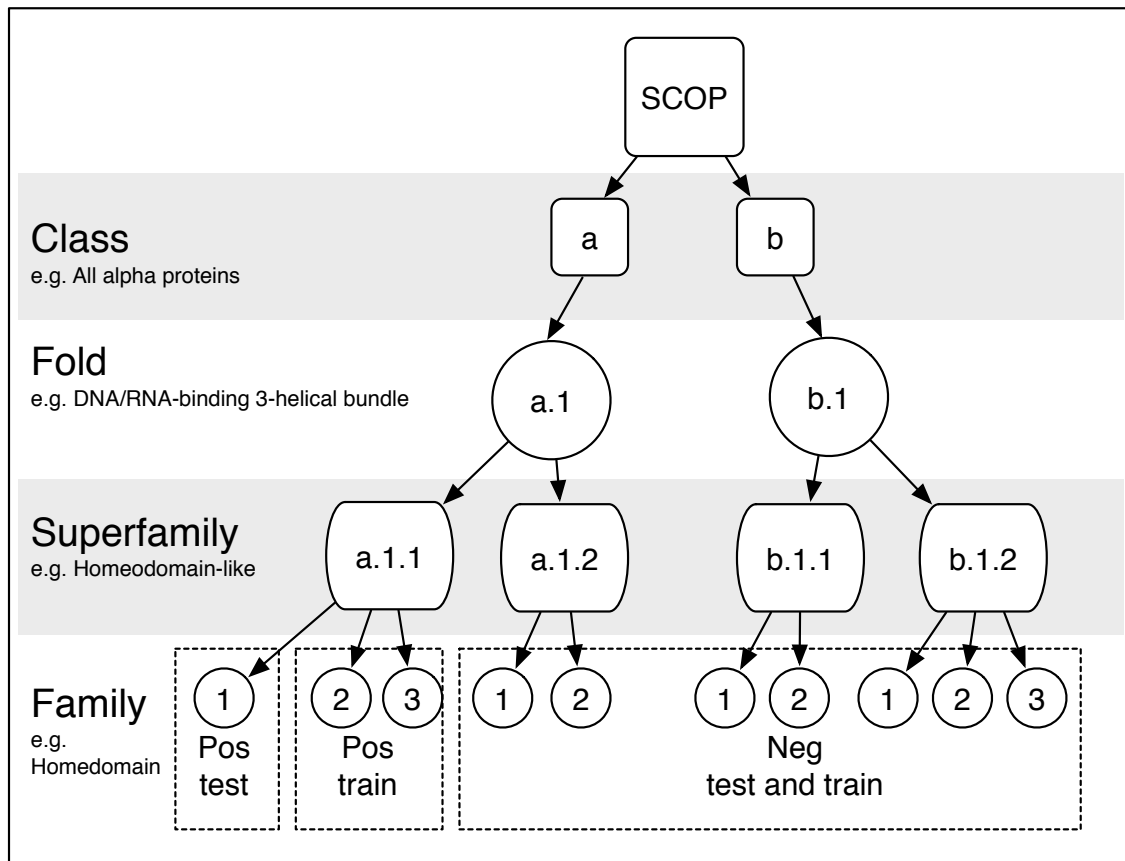 SCOP
Class
e.g. All alpha proteins
a
b
Fold
e.g. DNA/RNA-binding 3-helical bundle
a.1
b.1
Superfamily
e.g. Homeodomain-like
a.1.1
a.1.2
b.1.1
b.1.2
Family
e.g.
Homedomain
1
Pos
test
2 3
Pos
train
1 2 1 2 1 2 3
Neg
test and train